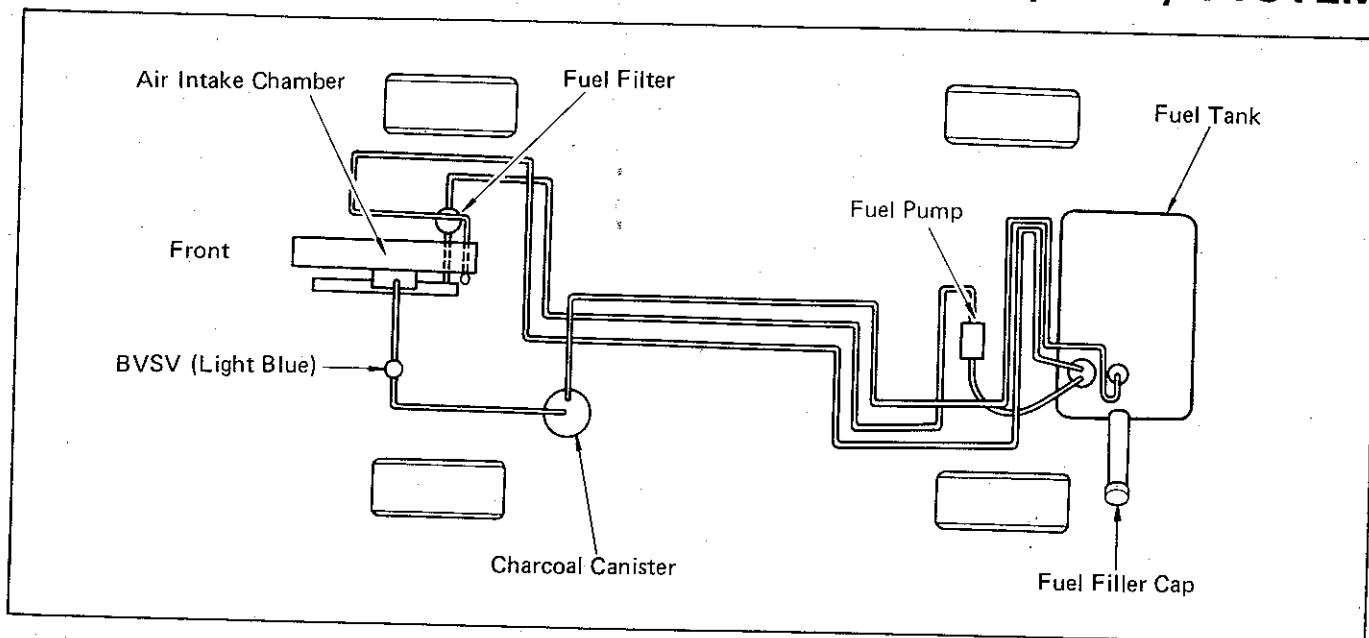 Air Intake Chamber
Fuel Filter
Fuel Tank
Fuel Pump
Front
BVSV (Light Blue)
Charcoal Canister
Fuel Filler Cap